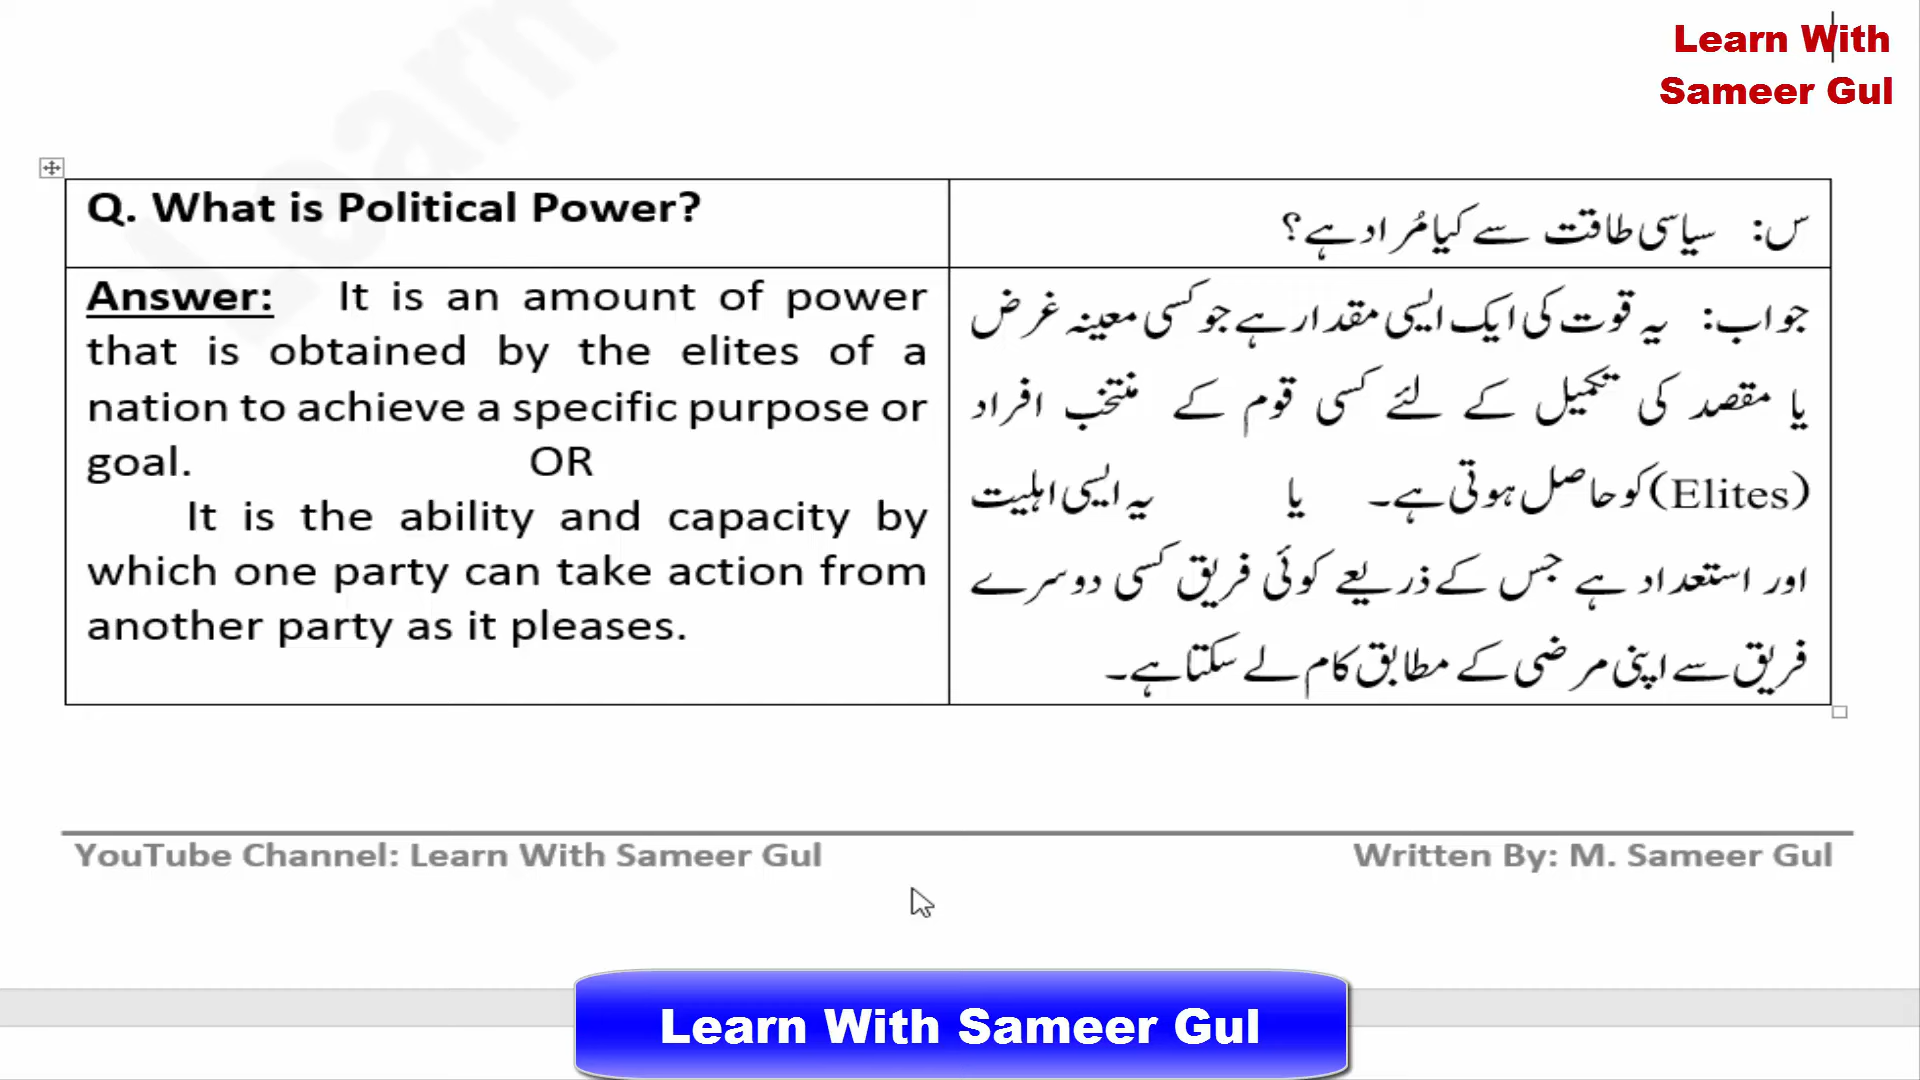 Learn With
Sameer Gul
Learn
Q. What is Political Power?
س: سیاسی طاقت سے کیا مُراد ہے؟
Answer: It is an amount of power
that is obtained by the elites of a
nation to achieve a specific purpose or
goal. OR
It is the ability and capacity by
which one party can take action from
another party as it pleases.
جواب: یہ قوت کی ایک ایسی مقدار ہے جو کسی معینہ غرض
یا مقصد کی تکمیل کے لئے کسی قوم کے منتخب افراد
(Elites) کو حاصل ہوتی ہے۔ یا یہ ایسی اہلیت
اور استعداد ہے جس کے ذریعے کوئی فریق کسی دوسرے
فریق سے اپنی مرضی کے مطابق کام لے سکتا ہے۔
YouTube Channel: Learn With Sameer Gul
Written By: M. Sameer Gul
Learn With Sameer Gul